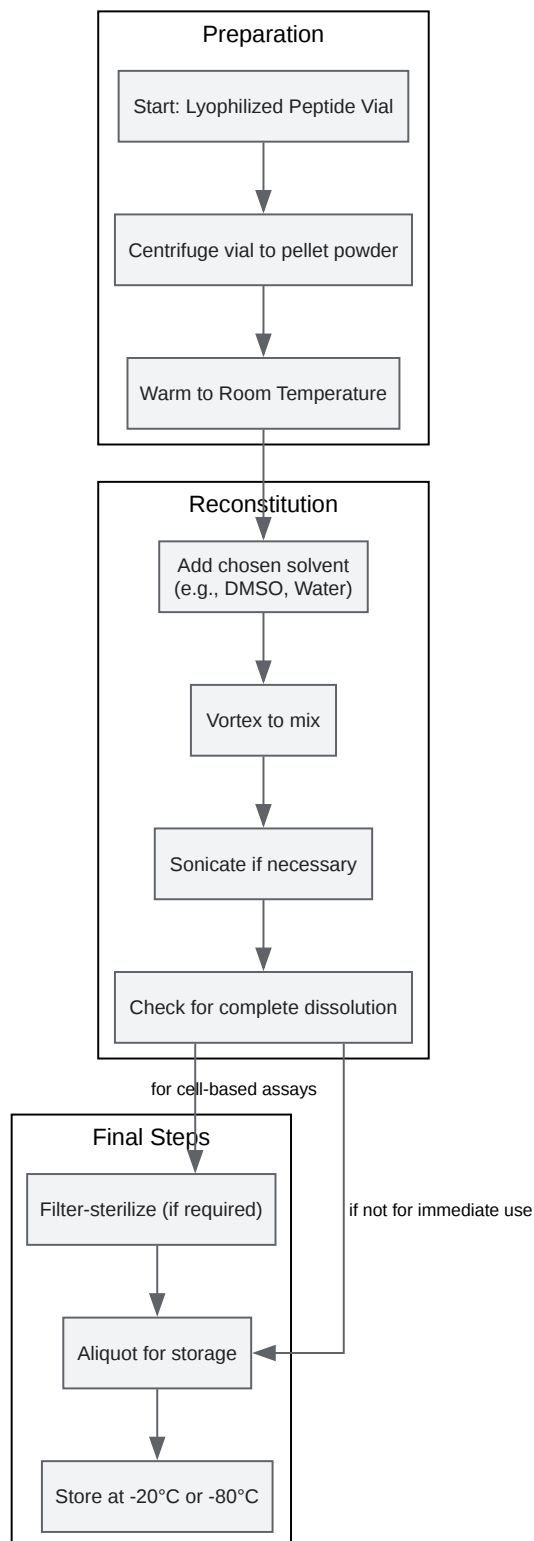 Preparation
Start: Lyophilized Peptide Vial
Centrifuge vial to pellet powder
Warm to Room Temperature
Reconstitution
Add chosen solvent
(e.g., DMSO, Water)
Vortex to mix
Sonicate if necessary
Check for complete dissolution
for cell-based assays
Final Steps
Filter-sterilize (if required)
if not for immediate use
Aliquot for storage
Store at -20°C or -80°C